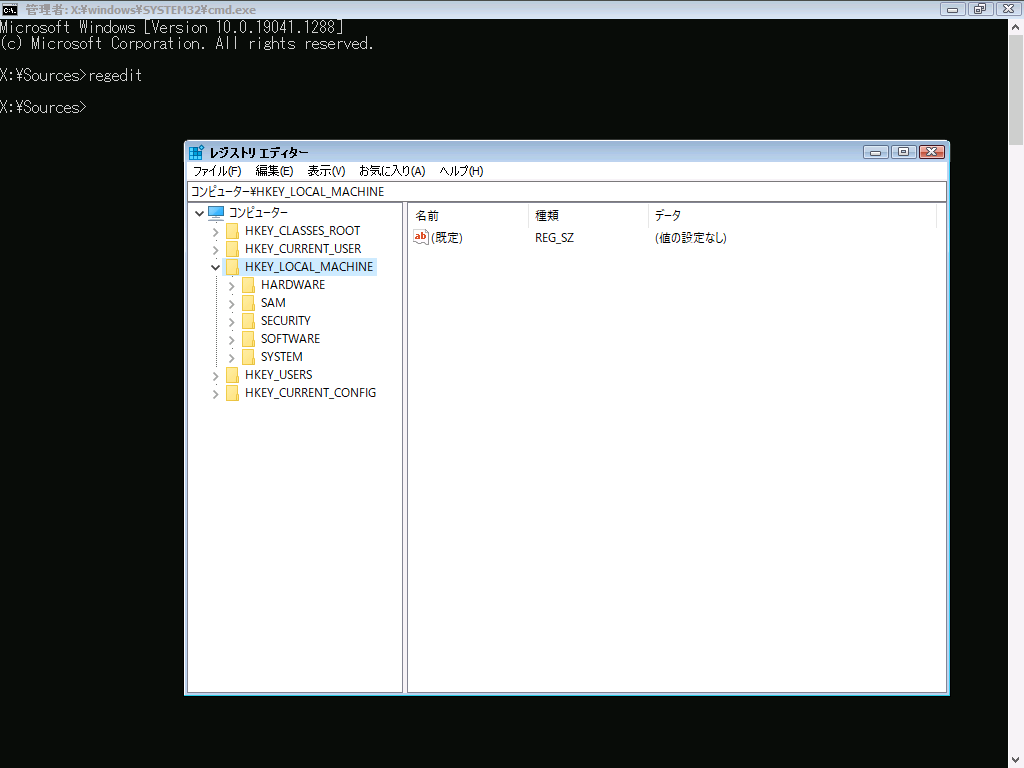 管理者: X:¥windows¥SYSTEM32¥cmd.exe
Microsoft Windows [Version 10.0.19041.1288]
(c) Microsoft Corporation. All rights reserved.
X:¥Sources>regedit
X:¥Sources>
レジストリ エディター
ファイル(F) 編集(E) 表示(V) お気に入り(A) ヘルプ(H)
コンピューター¥HKEY_LOCAL_MACHINE
コンピューター
HKEY_CLASSES_ROOT
HKEY_CURRENT_USER
HKEY_LOCAL_MACHINE
HARDWARE
SAM
SECURITY
SOFTWARE
SYSTEM
HKEY_USERS
HKEY_CURRENT_CONFIG
名前 種類 データ
ab (既定) REG_SZ (値の設定なし)